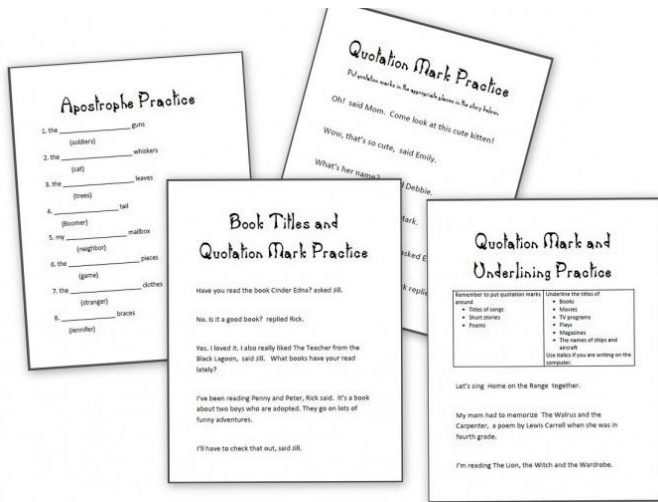 Apostrophe Practice
1. the guns
(soldiers)
2. the whiskers
(cat)
3. the leaves
(trees)
4. tail
(Boomer)
5. my mailbox
(neighbor)
6. the pieces
(game)
7. the clothes
(stranger)
8. braces
(Jennifer)
Quotation Mark Practice
Put quotation marks in the appropriate places in the story below.
Oh! said Mom. Come look at this cute kitten!
Wow, that's so cute, said Emily.
What's her name? Debbie.
asked
Book Titles and
Quotation Mark Practice
Have you read the book Cinder Edna? asked Jill.
No. Is it a good book? replied Rick.
Yes. I loved it. I also really liked The Teacher from the
Black Lagoon, said Jill. What books have your read
lately?
I've been reading Penny and Peter, Rick said. It's a book
about two boys who are adopted. They go on lots of
funny adventures.
I'll have to check that out, said Jill.
Quotation Mark and
Underlining Practice
Remember to put quotation marks
around
• Titles of songs
• Short stories
• Poems
Underline the titles of
• Books
• Movies
• TV programs
• Plays
• Magazines
• The names of ships and
aircraft
Use italics if you are writing on the
computer.
Let's sing Home on the Range together.
My mom had to memorize The Walrus and the
Carpenter, a poem by Lewis Carroll when she was in
fourth grade.
I'm reading The Lion, the Witch and the Wardrobe.